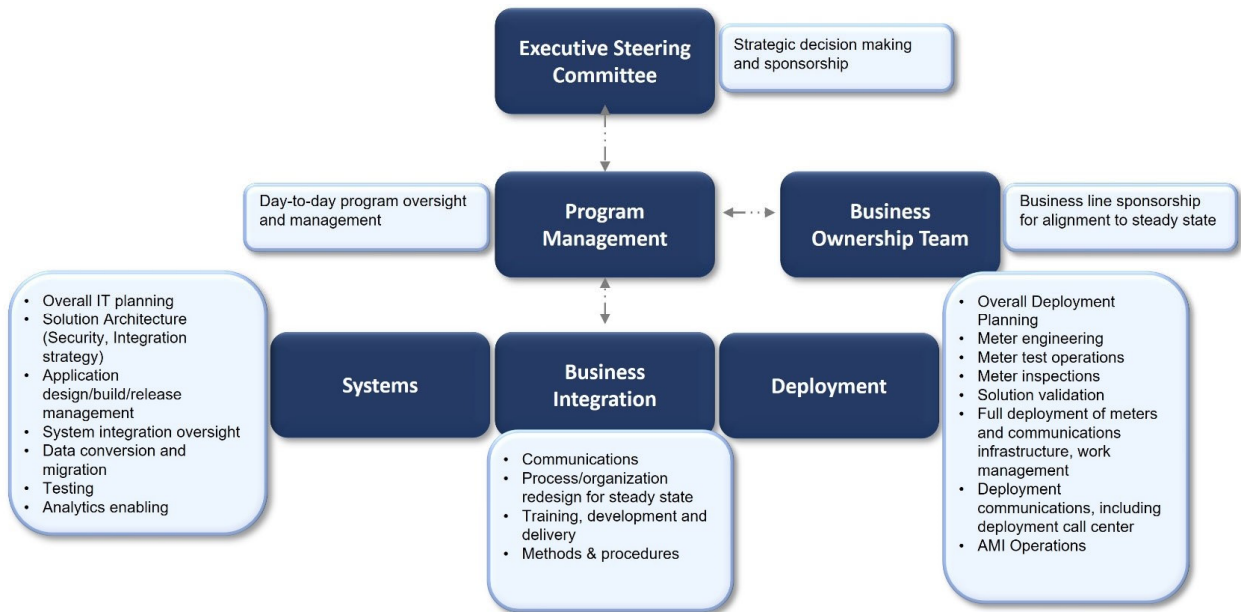 Executive Steering
Committee
Strategic decision making
and sponsorship
Day-to-day program oversight
and management
Program
Management
Business
Ownership Team
Business line sponsorship
for alignment to steady state
• Overall IT planning
• Solution Architecture
(Security, Integration
strategy)
• Application
design/build/release
management
• System integration oversight
• Data conversion and
migration
• Testing
• Analytics enabling
Systems
Business
Integration
• Communications
• Process/organization
redesign for steady state
• Training, development and
delivery
• Methods & procedures
Deployment
• Overall Deployment
Planning
• Meter engineering
• Meter test operations
• Meter inspections
• Solution validation
• Full deployment of meters
and communications
infrastructure, work
management
• Deployment
communications, including
deployment call center
• AMI Operations